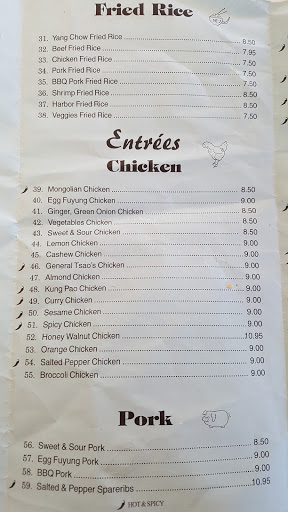 Fried Rice
31. Yang Chow Fried Rice 8.50
32. Beef Fried Rice 7.95
33. Chicken Fried Rice 7.50
34. Pork Fried Rice 7.50
35. BBQ Pork Fried Rice 7.50
36. Shrimp Fried Rice 8.50
37. Harbor Fried Rice 8.50
38. Veggies Fried Rice 7.50
Entrées
Chicken
39. Mongolian Chicken 8.50
40. Egg Fuyung Chicken 9.00
41. Ginger, Green Onion Chicken 8.50
42. Vegetables Chicken 8.50
43. Sweet & Sour Chicken 8.50
44. Lemon Chicken 9.00
45. Cashew Chicken 9.00
46. General Tsao's Chicken 9.00
47. Almond Chicken 9.00
48. Kung Pao Chicken 9.00
49. Curry Chicken 9.00
50. Sesame Chicken 9.00
51. Spicy Chicken 9.00
52. Honey Walnut Chicken 10.95
53. Orange Chicken 9.00
54. Salted Pepper Chicken 9.00
55. Broccoli Chicken 9.00
Pork
56. Sweet & Sour Pork 8.50
57. Egg Fuyung Pork 9.00
58. BBQ Pork 9.00
59. Salted & Pepper Spareribs 10.95
HOT & SPICY